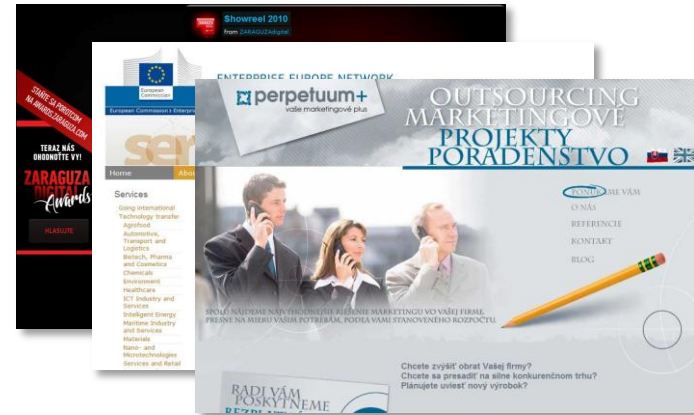 Showreel 2010
from ZARAGUZAdigital
STAŇTE SA POROTCOM
NA AWARDS.ZARAGUZA.COM
TERAZ NÁS
OHODNOŤTE VY!
ZARAGUZA
DIGITAL
Awards
HLASUJTE
European
Commission
ENTERPRISE EUROPE NETWORK
European Commission > Enterpris
ser
Home
Abou
Services
Going international
Technology transfer
Agrofood
Automotive,
Transport and
Logistics
Biotech, Pharma
and Cosmetics
Chemicals
Environment
Healthcare
ICT Industry and
Services
Intelligent Energy
Maritime Industry
and Services
Materials
Nano- and
Microtechnologies
Services and Retail
perpetuum+
vaše marketingové plus
OUTSOURCING
MARKETINGOVÉ
PROJEKTY
PORADENSTVO
PONÚKAME VÁM
O NÁS
REFERENCIE
KONTAKT
BLOG
SPOLU NÁJDEME NAJVHODNEJŠIE RIEŠENIE MARKETINGU VO VAŠEJ FIRME,
PRESNE NA MIERU VAŠIM POTREBÁM, PODĽA VAMI STANOVENÉHO ROZPOČTU.
Chcete zvýšiť obrat Vašej firmy?
Chcete sa presadiť na silne konkurenčnom trhu?
Plánujete uviesť nový výrobok?
RADI VÁM
POSKYTNEME